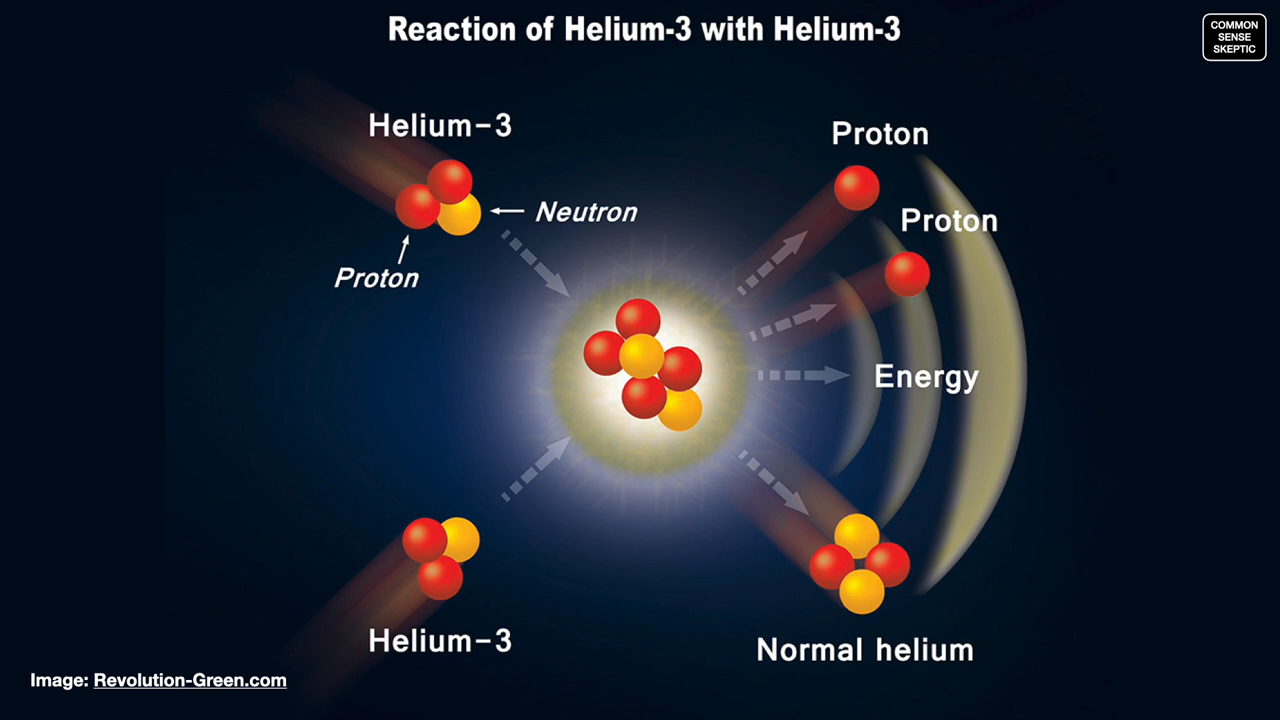 Reaction of Helium-3 with Helium-3
COMMON
SENSE
SKEPTIC
Helium-3
Neutron
Proton
Proton
Proton
Energy
Helium-3
Normal helium
Image: Revolution-Green.com